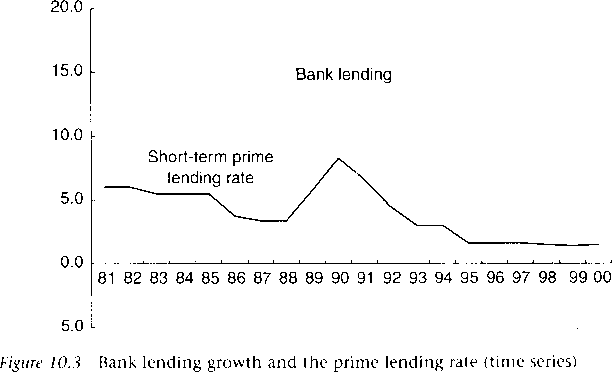 20.0
15.0
Bank lending
10.0
Short-term prime
lending rate
5.0
0.0
81 82 83 84 85 86 87 88 89 90 91 92 93 94 95 96 97 98 99 00
5.0
Figure 10.3 Bank lending growth and the prime lending rate (time series)